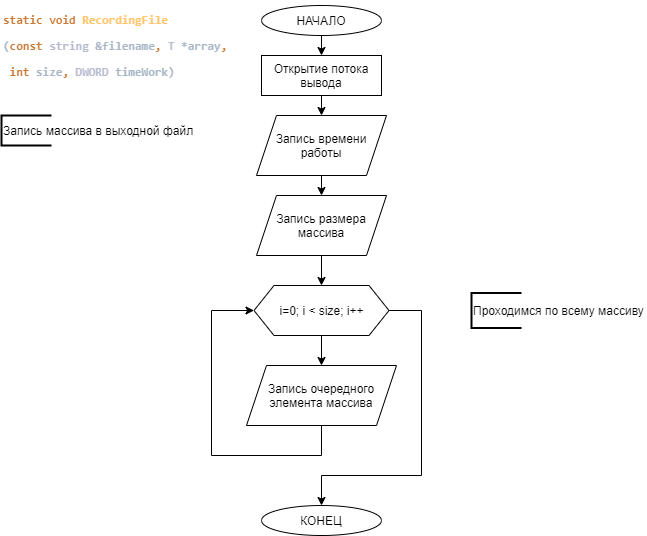 static void RecordingFile
(const string &filename, T *array,
int size, DWORD timeWork)
НАЧАЛО
Открытие потока
вывода
Запись массива в выходной файл
Запись времени
работы
Запись размера
массива
i=0; i < size; i++
Проходимся по всему массиву
Запись очередного
элемента массива
КОНЕЦ